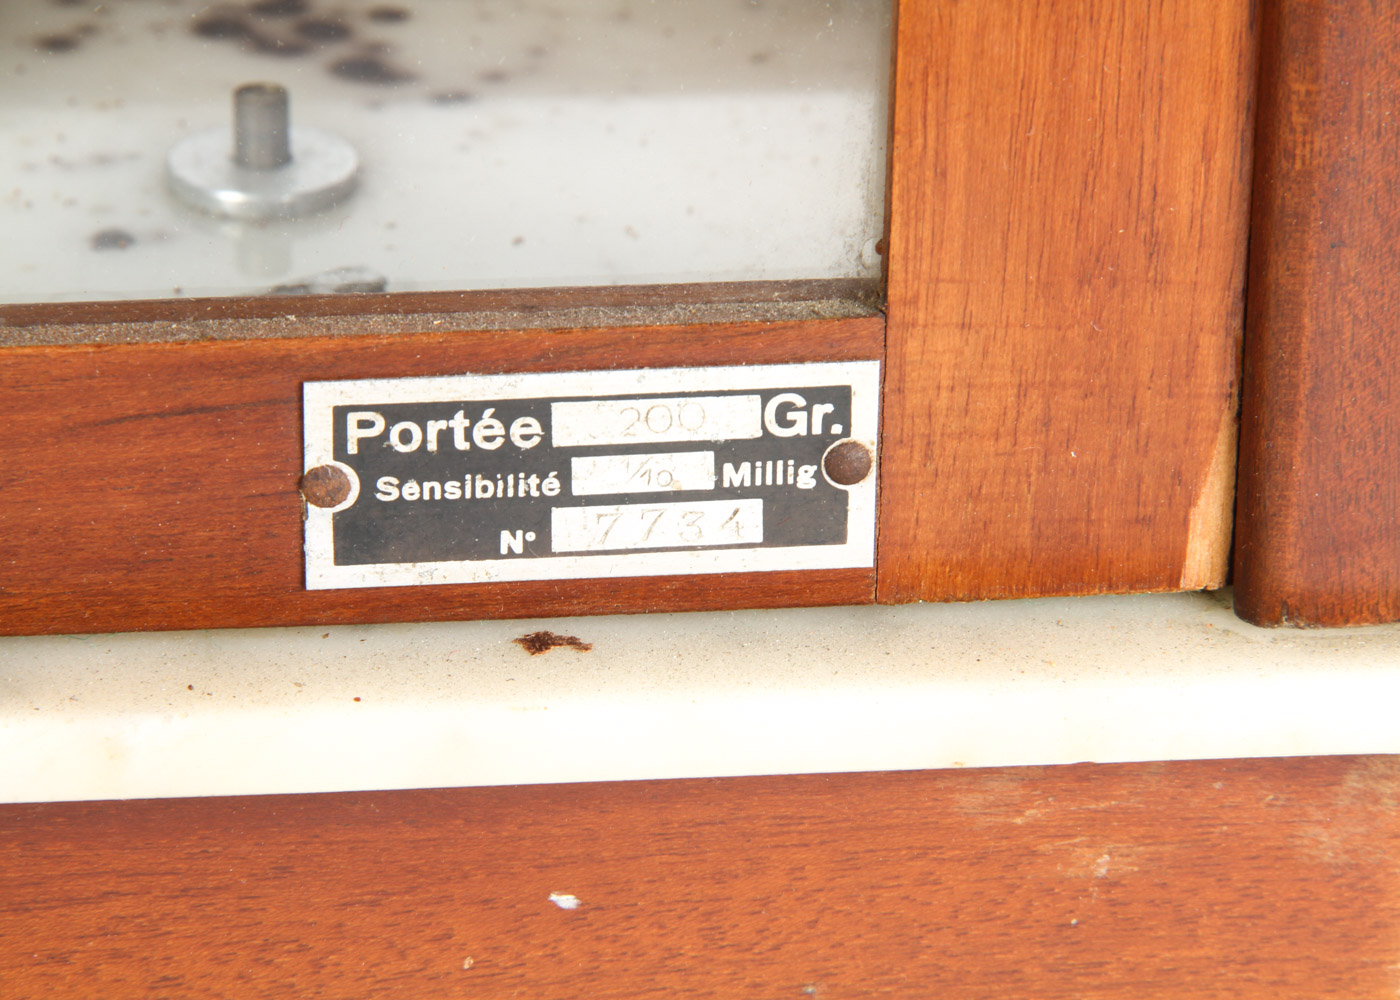 Portée 200 Gr.
Sensibilité 1/10 Millig
N° 7734